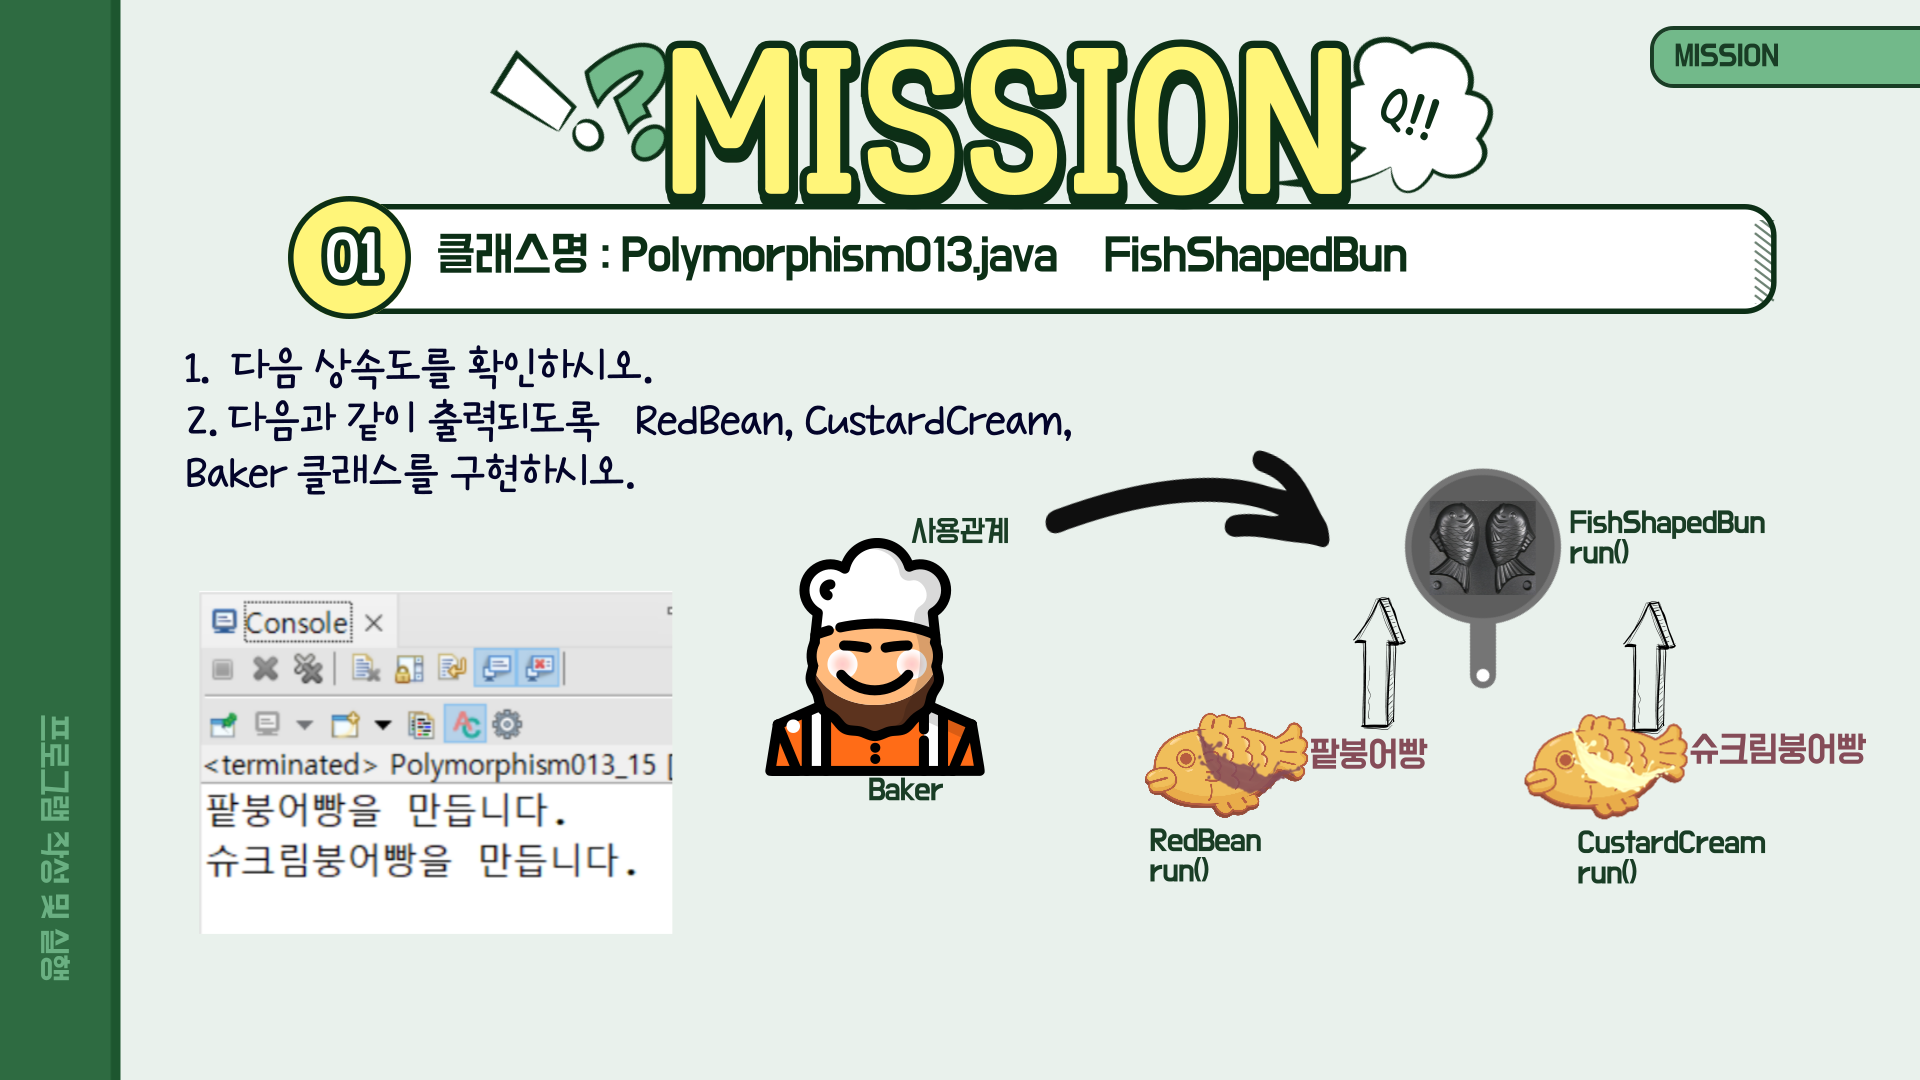 MISSION
MISSION
Q!!
01
클래스명 : Polymorphism013.java FishShapedBun
1. 다음 상속도를 확인하시오.
2. 다음과 같이 출력되도록 RedBean, CustardCream,
Baker 클래스를 구현하시오.
사용관계
Baker
FishShapedBun
run()
팥붕어빵
RedBean
run()
슈크림붕어빵
CustardCream
run()
Console
<terminated> Polymorphism013_15 [
팥붕어빵을 만듭니다.
슈크림붕어빵을 만듭니다.
프로그램 작성 및 실행